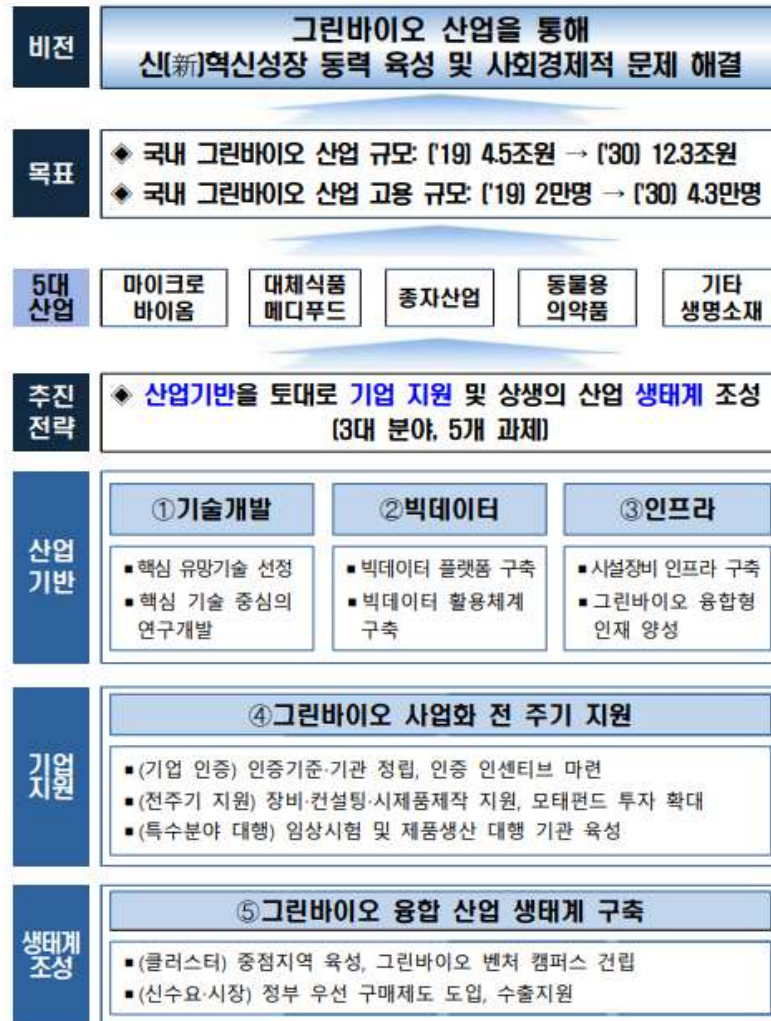 비전
그린바이오 산업을 통해
신(新)혁신성장 동력 육성 및 사회경제적 문제 해결
목표
◈ 국내 그린바이오 산업 규모: ('19) 4.5조원 → ('30) 12.3조원
◈ 국내 그린바이오 산업 고용 규모: ('19) 2만명 → ('30) 4.3만명
5대
산업
마이크로
바이옴
대체식품
메디푸드
종자산업
동물용
의약품
기타
생명소재
추진
전략
◈ 산업기반을 토대로 기업 지원 및 상생의 산업 생태계 조성
(3대 분야, 5개 과제)
산업
기반
①기술개발
▪핵심 유망기술 선정
▪핵심 기술 중심의
연구개발
②빅데이터
▪빅데이터 플랫폼 구축
▪빅데이터 활용체계
구축
③인프라
▪시설장비 인프라 구축
▪그린바이오 융합형
인재 양성
기업
지원
④그린바이오 사업화 전 주기 지원
▪(기업 인증) 인증기준·기관 정립, 인증 인센티브 마련
▪(전주기 지원) 장비·컨설팅·시제품제작 지원, 모태펀드 투자 확대
▪(특수분야 대행) 임상시험 및 제품생산 대행 기관 육성
생태계
조성
⑤그린바이오 융합 산업 생태계 구축
▪(클러스터) 중점지역 육성, 그린바이오 벤처 캠퍼스 건립
▪(신수요·시장) 정부 우선 구매제도 도입, 수출지원